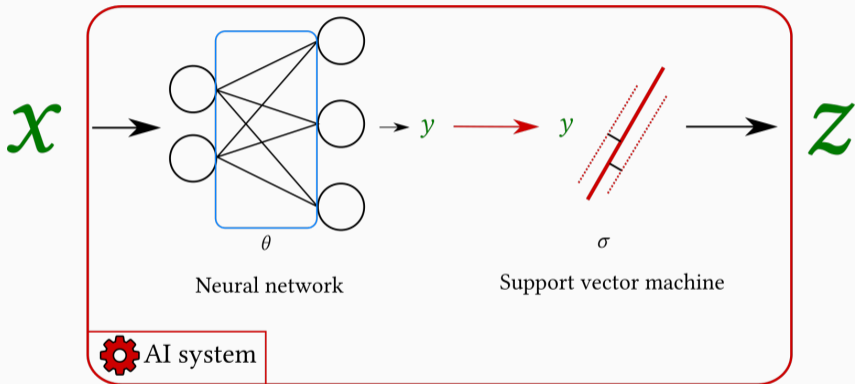 x
y
y
z
θ
σ
Neural network
Support vector machine
AI system